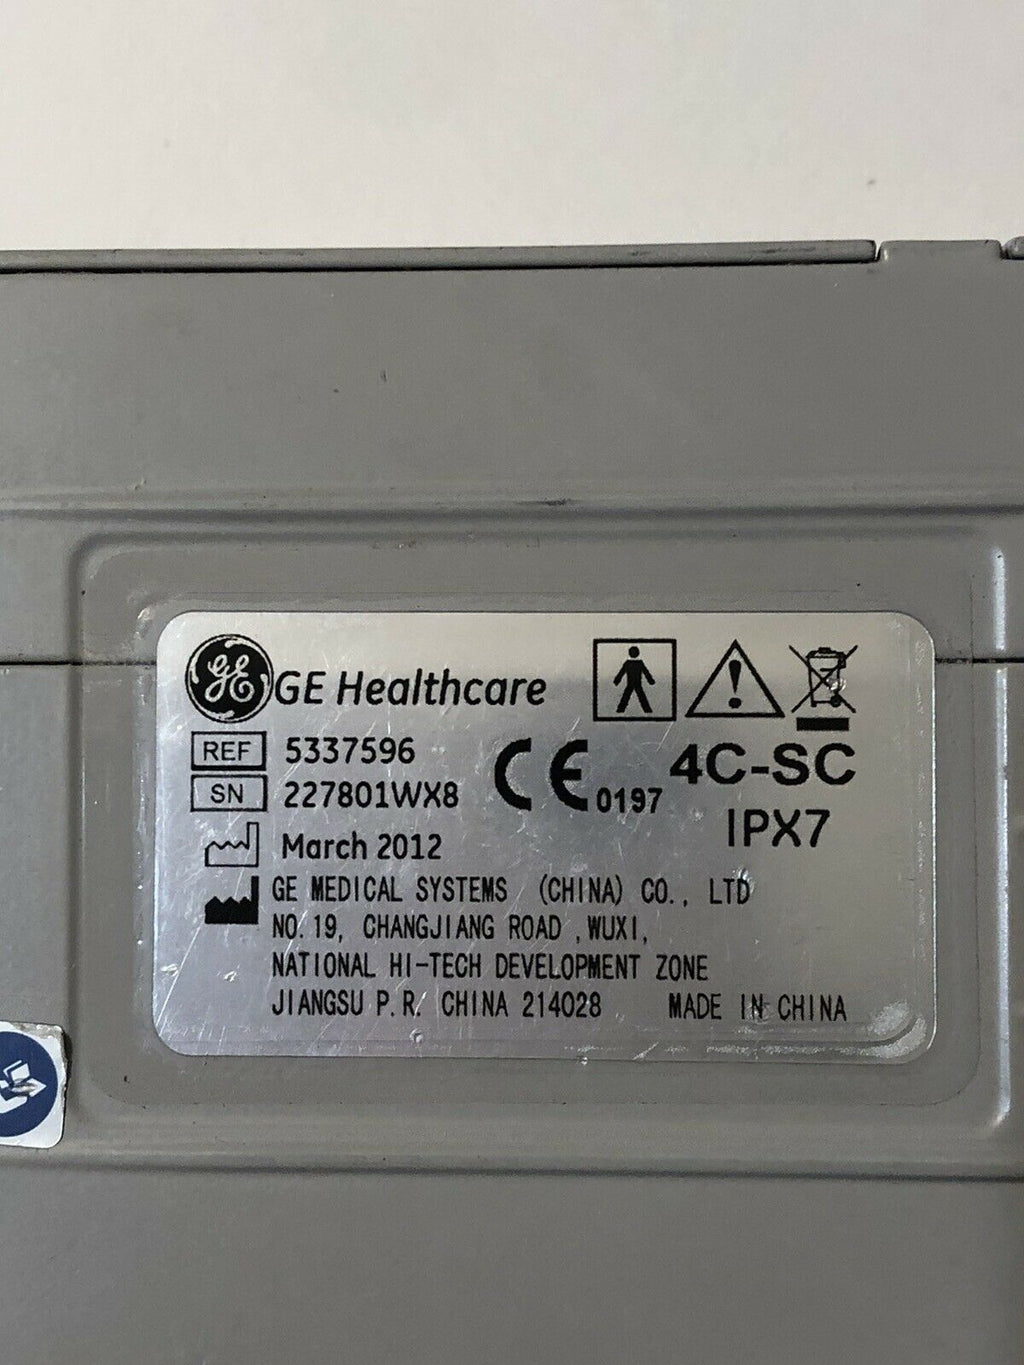 GE GE Healthcare
REF 5337596
SN 227801WX8
CE 0197
4C-SC
IPX7
March 2012
GE MEDICAL SYSTEMS (CHINA) CO., LTD
NO.19, CHANGJIANG ROAD ,WUXI,
NATIONAL HI-TECH DEVELOPMENT ZONE
JIANGSU P.R. CHINA 214028 MADE IN CHINA